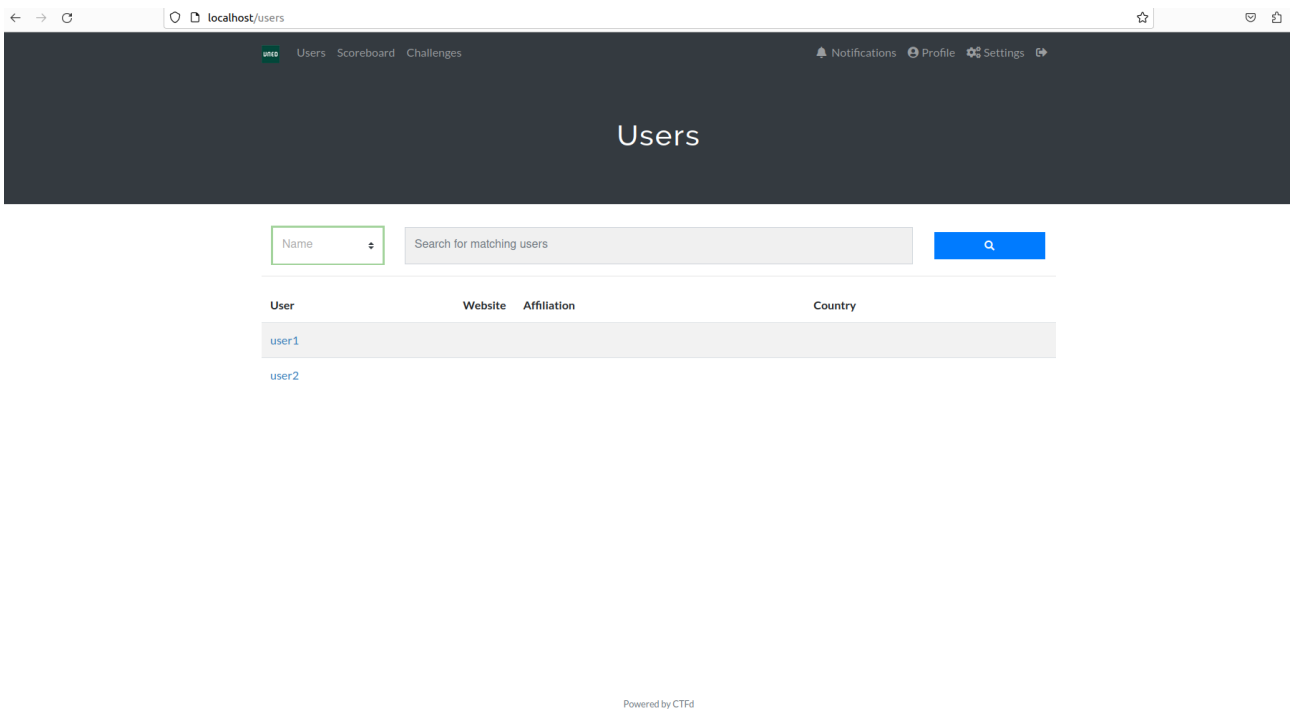 localhost/users
UNED Users Scoreboard Challenges Notifications Profile Settings
Users
Name Search for matching users
User Website Affiliation Country
user1
user2
Powered by CTFd